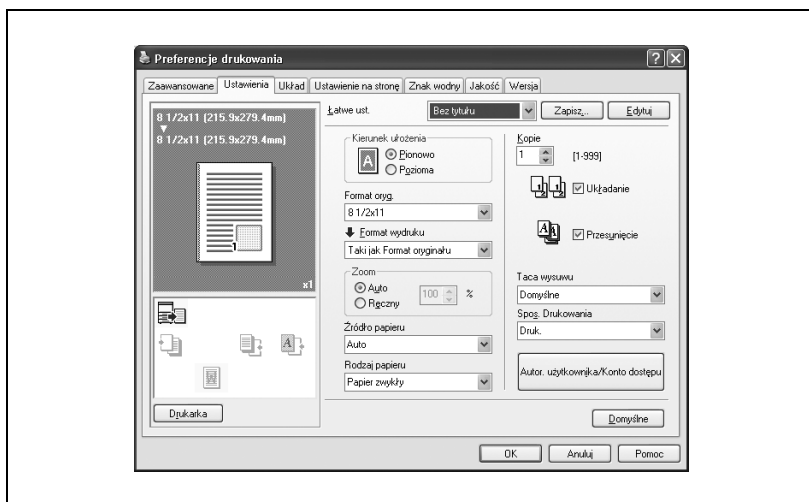 Preferencje drukowania
Zaawansowane Ustawienia Układ Ustawienie na stronę Znak wodny Jakość Wersja
8 1/2x11 (215.9x279.4mm)
8 1/2x11 (215.9x279.4mm)
1
x1
Drukarka
Łatwe ust. Bez tytułu Zapisz... Edytuj
Kierunek ułożenia
A
Pionowo
Pozioma
Format oryg.
8 1/2x11
Format wydruku
Taki jak Format oryginału
Zoom
Auto
Ręczny
100 %
Źródło papieru
Auto
Rodzaj papieru
Papier zwykły
Kopie
1 [1-999]
Układanie
Przesunięcie
Taca wysuwu
Domyślne
Spos. Drukowania
Druk.
Autor. użytkownika/Konto dostępu
Domyślne
OK Anuluj Pomoc